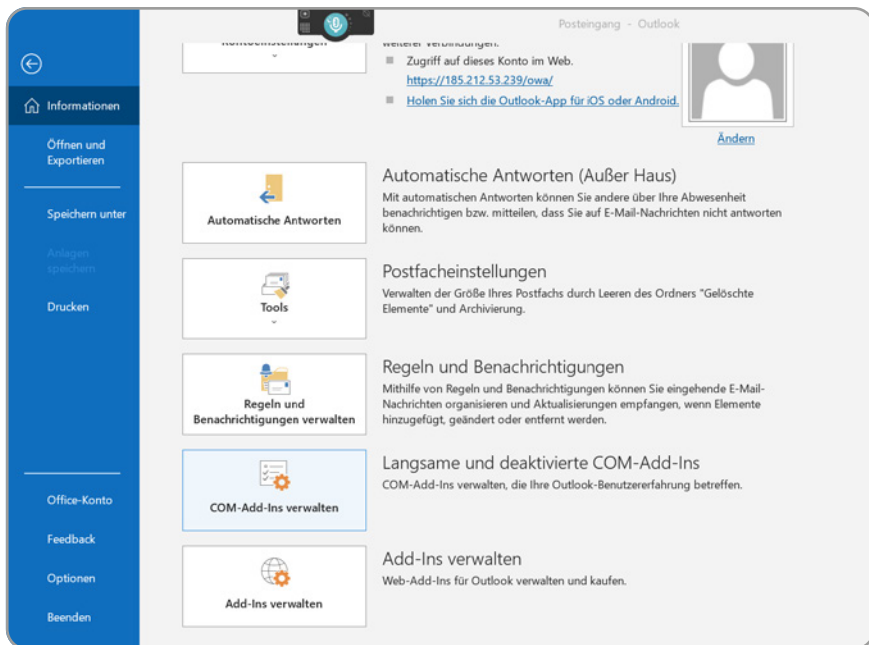 Posteingang - Outlook
Kontoeinstellungen
weiterer Verbindungen.
Zugriff auf dieses Konto im Web.
https://185.212.53.239/owa/
Holen Sie sich die Outlook-App für iOS oder Android.
Ändern
Informationen
Öffnen und
Exportieren
Speichern unter
Anlagen
speichern
Drucken
Office-Konto
Feedback
Optionen
Beenden
Automatische Antworten
Automatische Antworten (Außer Haus)
Mit automatischen Antworten können Sie andere über Ihre Abwesenheit
benachrichtigen bzw. mitteilen, dass Sie auf E-Mail-Nachrichten nicht antworten
können.
Tools
Postfacheinstellungen
Verwalten der Größe Ihres Postfachs durch Leeren des Ordners "Gelöschte
Elemente" und Archivierung.
Regeln und
Benachrichtigungen verwalten
Regeln und Benachrichtigungen
Mithilfe von Regeln und Benachrichtigungen können Sie eingehende E-Mail-
Nachrichten organisieren und Aktualisierungen empfangen, wenn Elemente
hinzugefügt, geändert oder entfernt werden.
COM-Add-Ins verwalten
Langsame und deaktivierte COM-Add-Ins
COM-Add-Ins verwalten, die Ihre Outlook-Benutzererfahrung betreffen.
Add-Ins verwalten
Add-Ins verwalten
Web-Add-Ins für Outlook verwalten und kaufen.